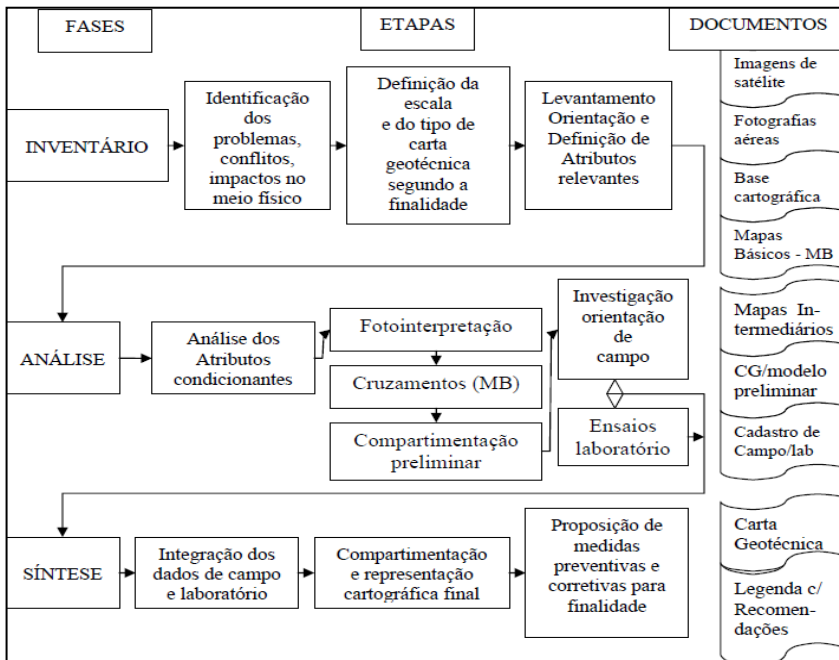 FASES
ETAPAS
DOCUMENTOS
INVENTÁRIO
Identificação
dos
problemas,
conflitos,
impactos no
meio físico
Definição da
escala
e do tipo de
carta
geotécnica
segundo a
finalidade
Levantamento
Orientação e
Definição de
Atributos
relevantes
Imagens de
satélite
Fotografias
aéreas
Base
cartográfica
Mapas
Básicos - MB
ANÁLISE
Análise dos
Atributos
condicionantes
Fotointerpretação
Cruzamentos (MB)
Compartimentação
preliminar
Investigação
orientação
de
campo
Ensaios
laboratório
Mapas In-
termediários
CG/modelo
preliminar
Cadastro de
Campo/lab
SÍNTESE
Integração dos
dados de campo
e laboratório
Compartimentação
e representação
cartográfica final
Proposição de
medidas
preventivas e
corretivas para
finalidade
Carta
Geotécnica
Legenda c/
Recomen-
dações